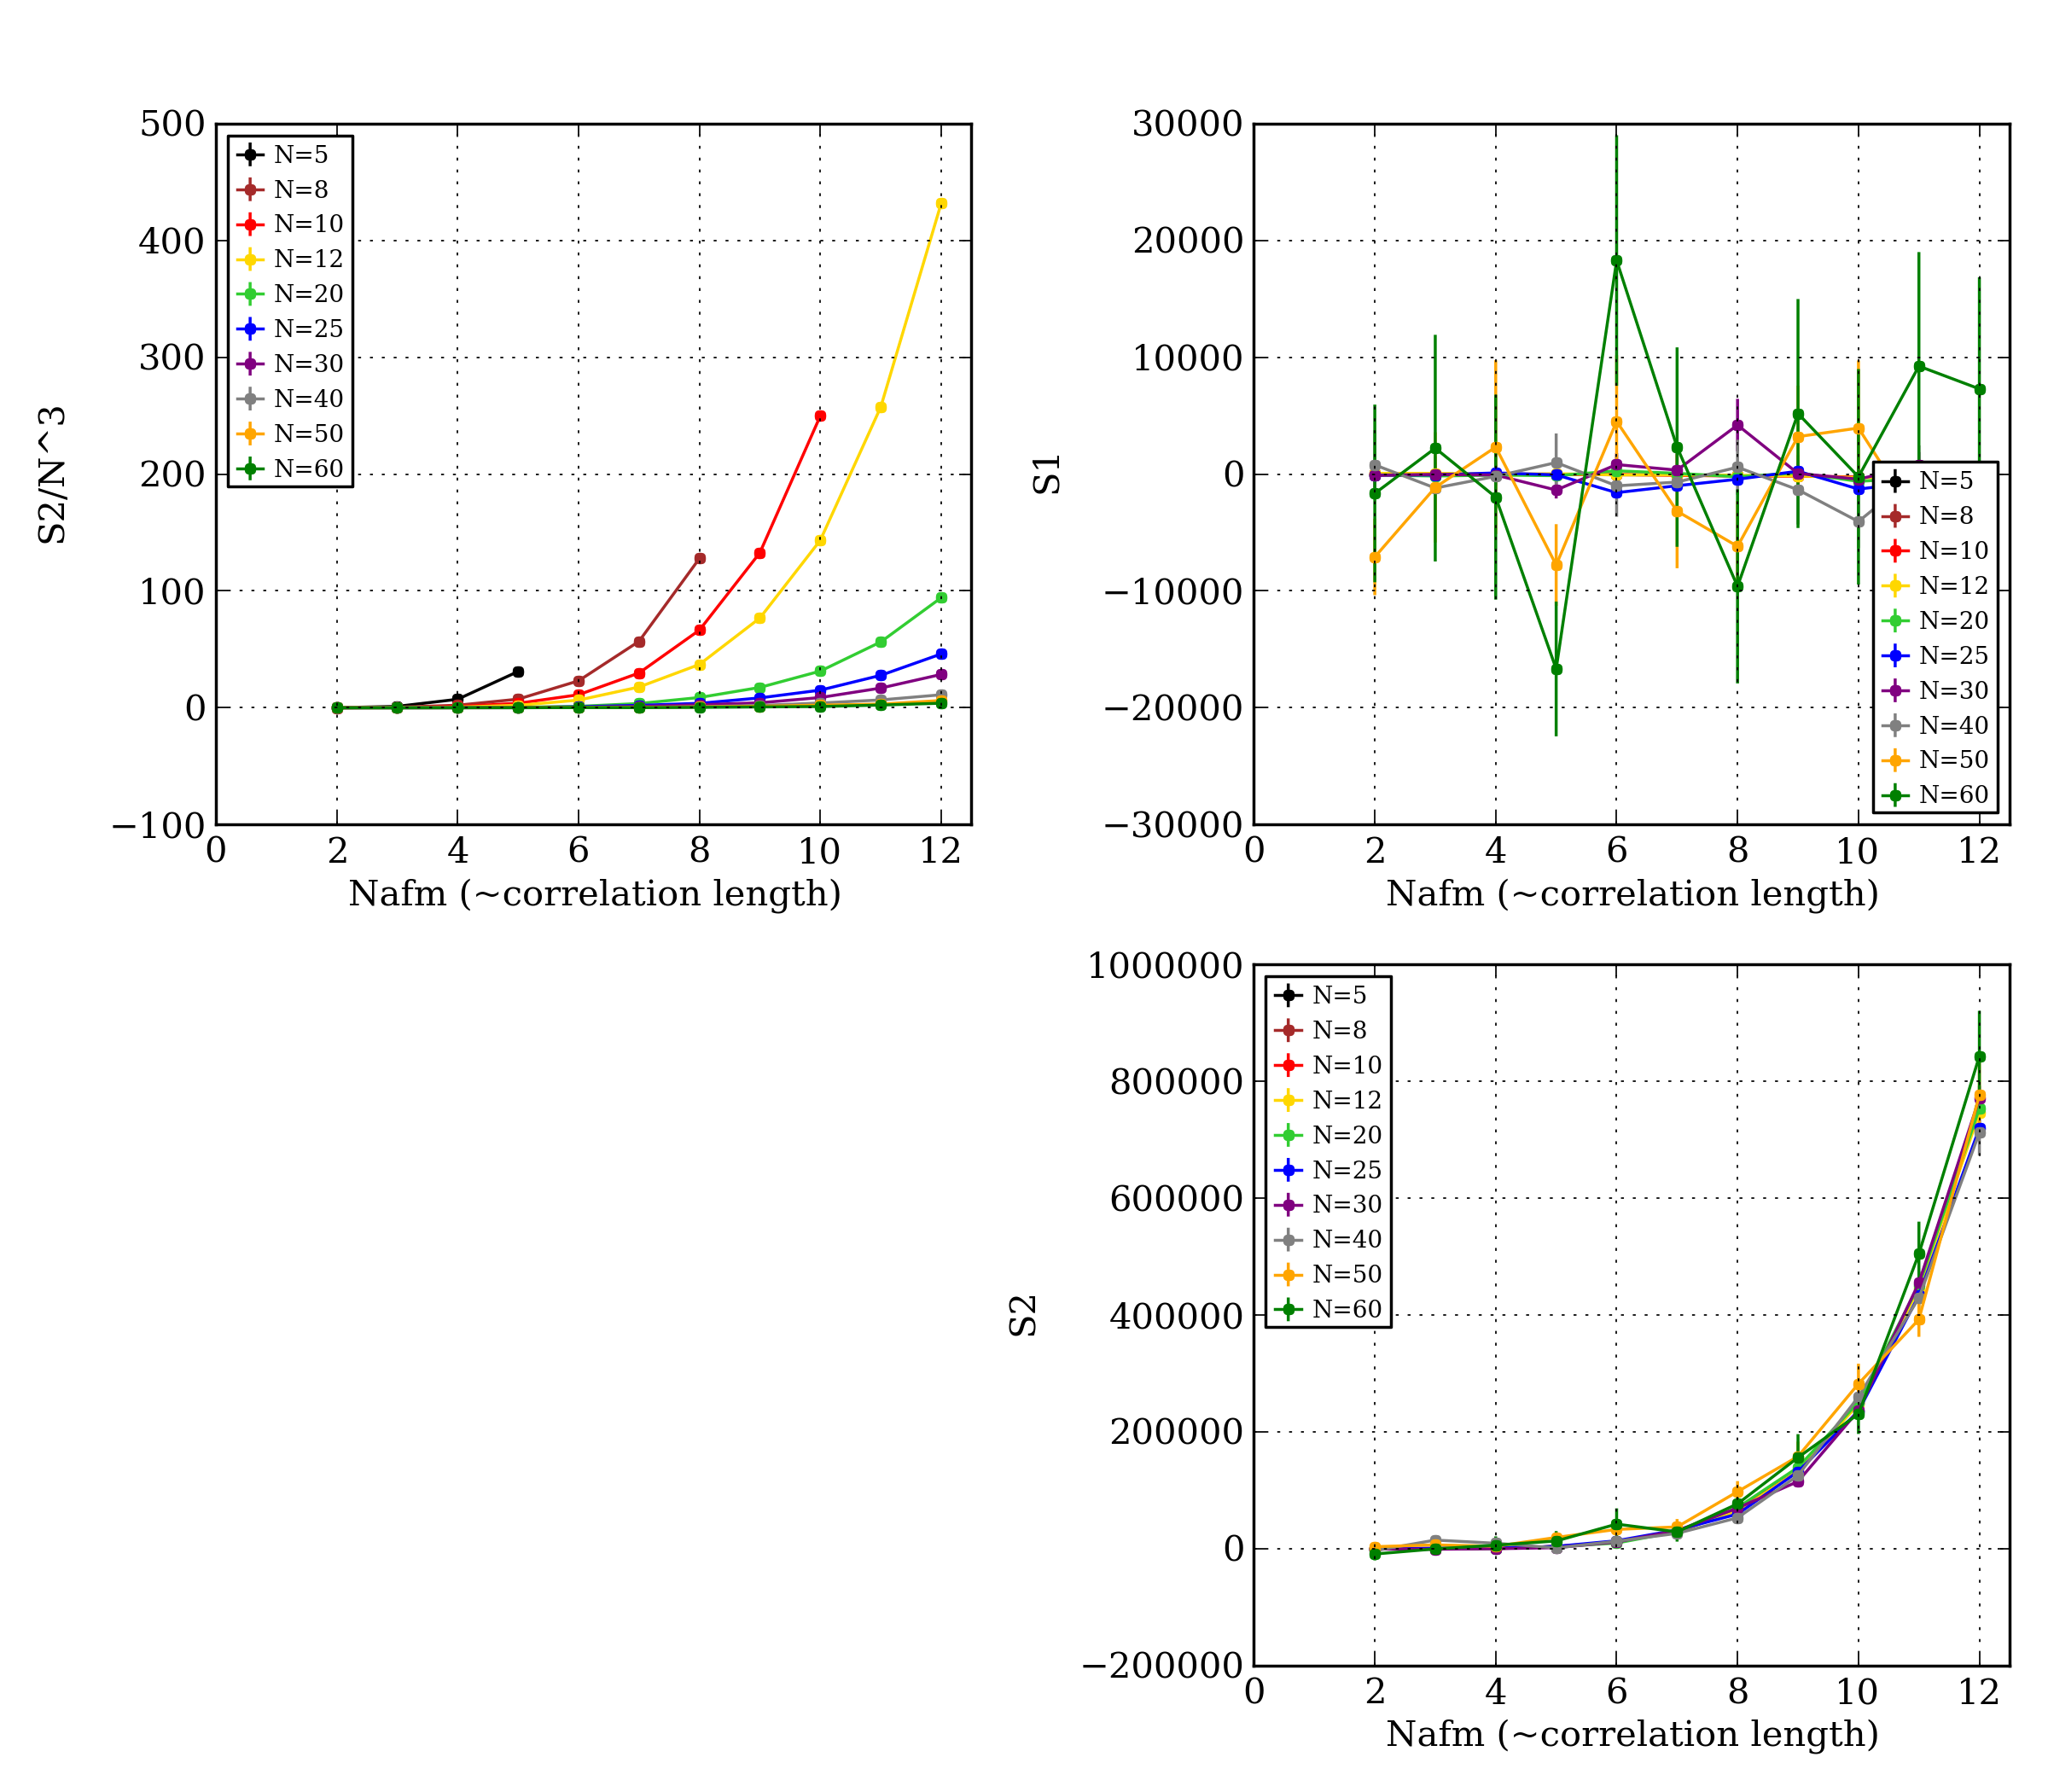 500
400
300
200
100
0
−100
S2/N^3
N=5
N=8
N=10
N=12
N=20
N=25
N=30
N=40
N=50
N=60
0 2 4 6 8 10 12
Nafm (~correlation length)
30000
20000
10000
0
−10000
−20000
−30000
S1
N=5
N=8
N=10
N=12
N=20
N=25
N=30
N=40
N=50
N=60
0 2 4 6 8 10 12
Nafm (~correlation length)
1000000
800000
600000
400000
200000
0
−200000
S2
N=5
N=8
N=10
N=12
N=20
N=25
N=30
N=40
N=50
N=60
0 2 4 6 8 10 12
Nafm (~correlation length)